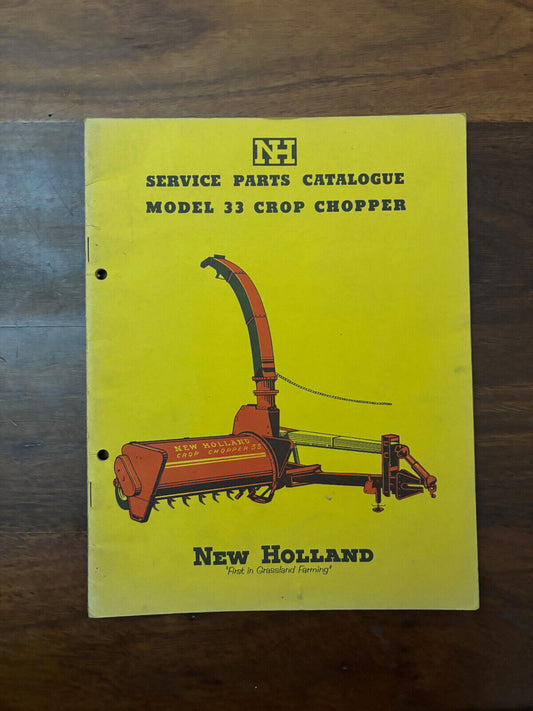 NH
SERVICE PARTS CATALOGUE
MODEL 33 CROP CHOPPER
NEW HOLLAND
CROP CHOPPER 33
NEW HOLLAND
"First in Grassland Farming"